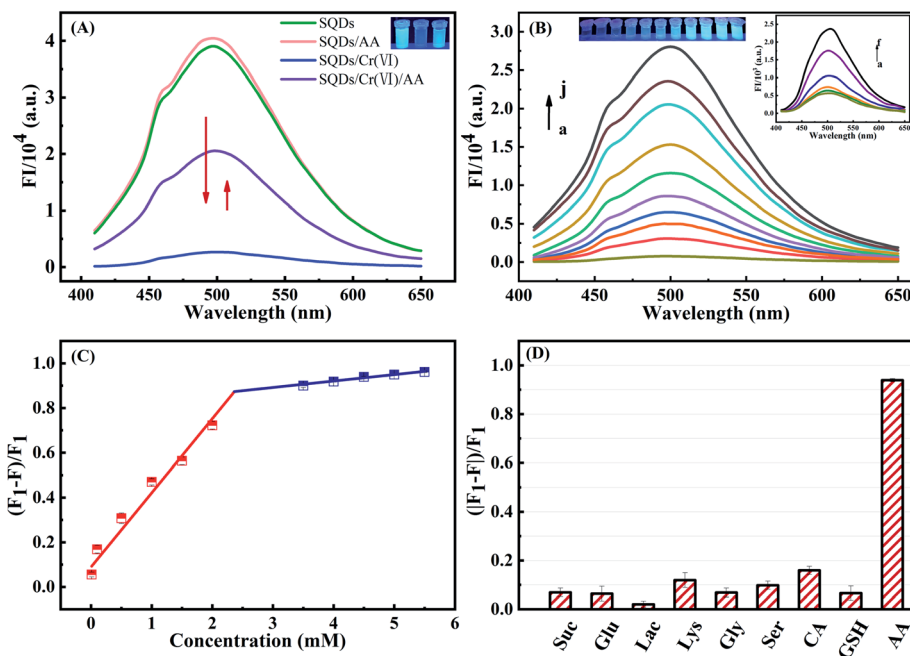 (A)
SQDs
SQDs/AA
SQDs/Cr(VI)
SQDs/Cr(VI)/AA
FI/10⁴ (a.u.)
5
4
3
2
1
0
400 450 500 550 600 650
Wavelength (nm)
(B)
j
a
FI/10⁴ (a.u.)
3.0
2.5
2.0
1.5
1.0
0.5
0.0
400 450 500 550 600 650
Wavelength (nm)
f
a
FI/10³ (a.u.)
2.5
2.0
1.5
1.0
0.5
0.0
400 450 500 550 600 650
Wavelength (nm)
(C)
(F₁-F)/F₁
1.0
0.8
0.6
0.4
0.2
0.0
0 1 2 3 4 5 6
Concentration (mM)
(D)
(|F₁-F|)/F₁
1.0
0.8
0.6
0.4
0.2
0.0
Suc Glu Lac Lys Gly Ser CA GSH AA